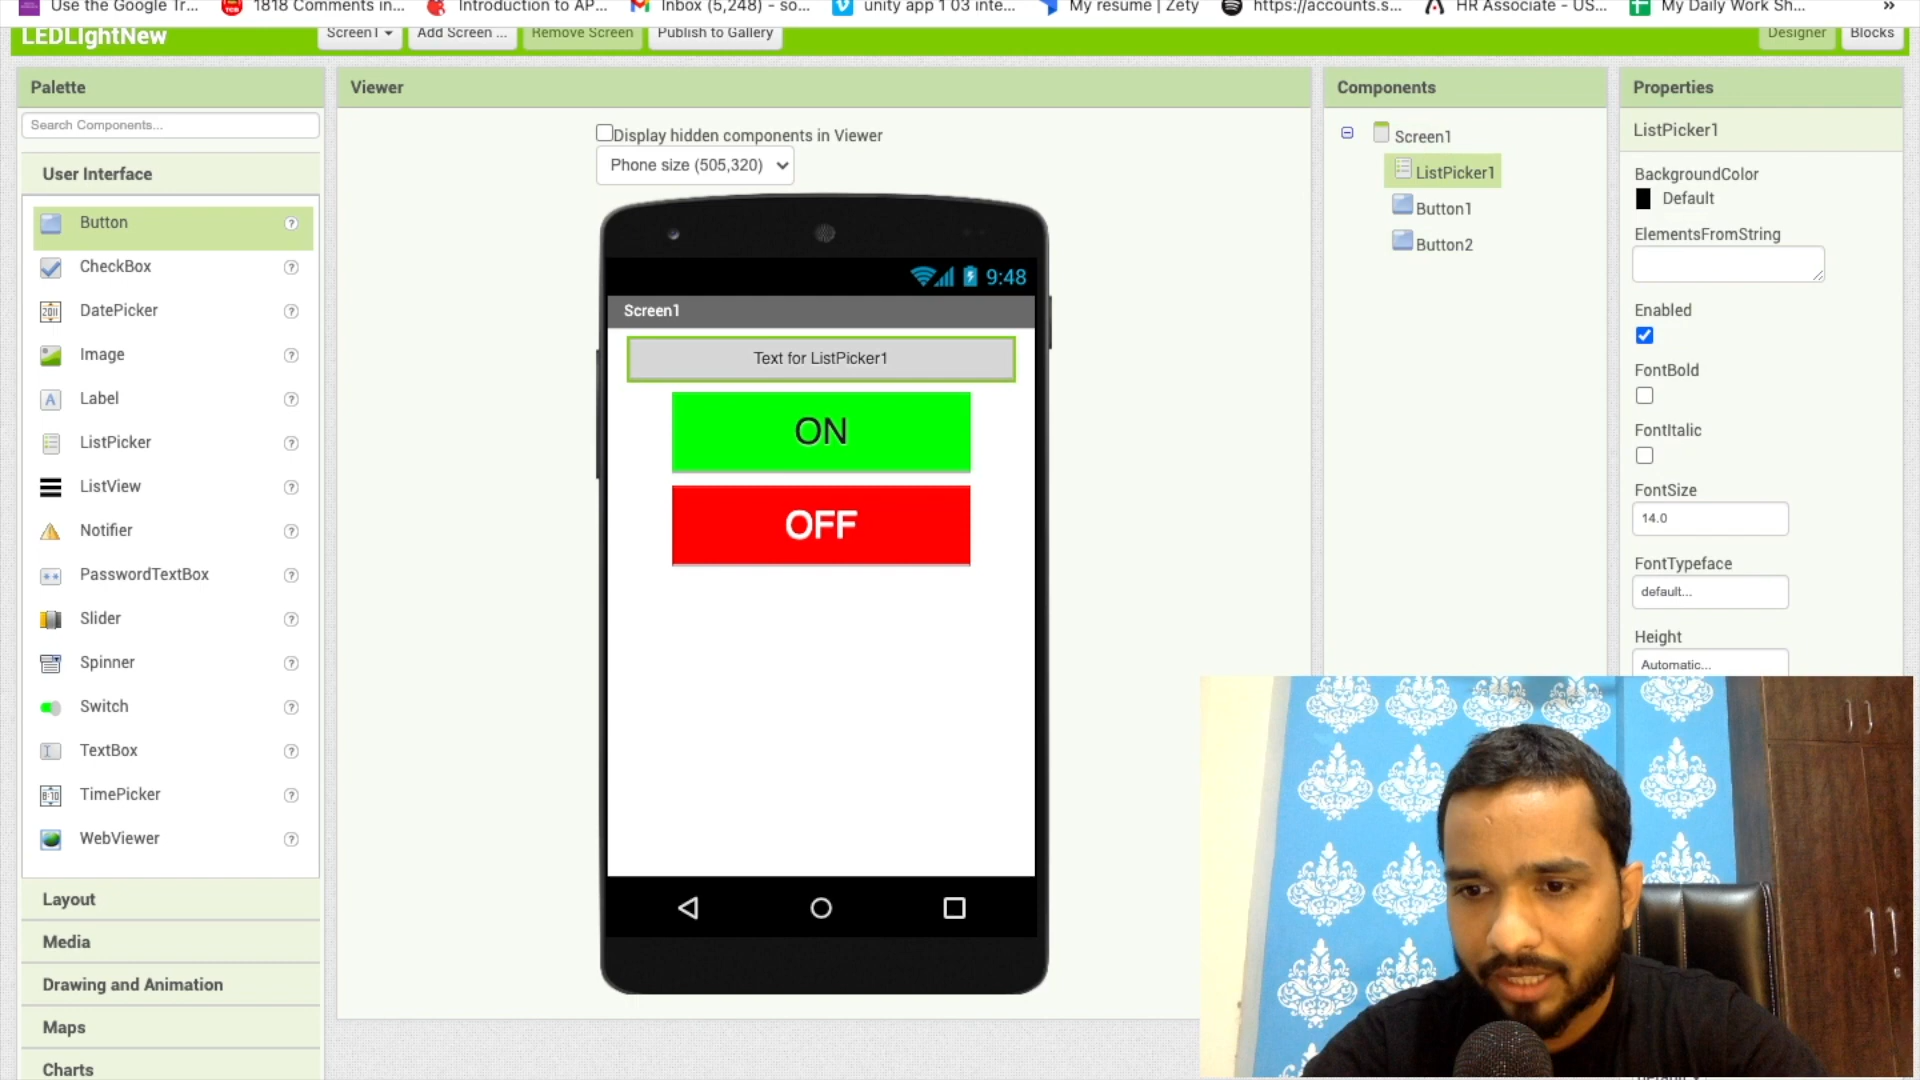 Use the Google Tr...
1818 Comments in...
Introduction to AP...
Inbox (5,248) - so...
unity app 1 03 inte...
My resume | Zety
https://accounts.s...
HR Associate - US...
My Daily Work Sh...
»
LEDLIghtNew
Screen1
Add Screen ...
Remove Screen
Publish to Gallery
Designer
Blocks
Palette
Search Components...
User Interface
Button
CheckBox
DatePicker
Image
Label
ListPicker
ListView
Notifier
PasswordTextBox
Slider
Spinner
Switch
TextBox
TimePicker
WebViewer
Layout
Media
Drawing and Animation
Maps
Charts
Viewer
Display hidden components in Viewer
Phone size (505,320)
9:48
Screen1
Text for ListPicker1
ON
OFF
Components
Screen1
ListPicker1
Button1
Button2
Properties
ListPicker1
BackgroundColor
Default
ElementsFromString
Enabled
FontBold
FontItalic
FontSize
14.0
FontTypeface
default...
Height
Automatic...